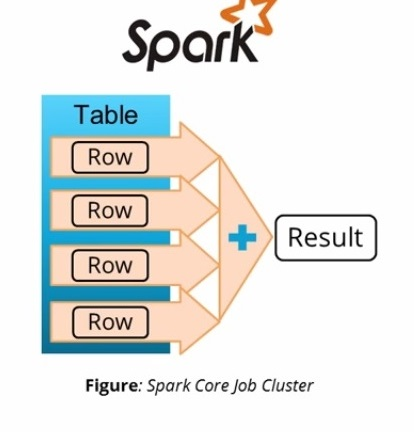 Spark
Table
Row
Row
Row
Row
+
Result
Figure: Spark Core Job Cluster